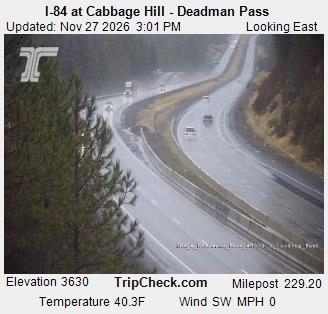 I-84 at Cabbage Hill - Deadman Pass
Updated: Nov 27 2026 3:01 PM Looking East
Elevation 3630 TripCheck.com Milepost 229.20
Temperature 40.3F Wind SW MPH 0